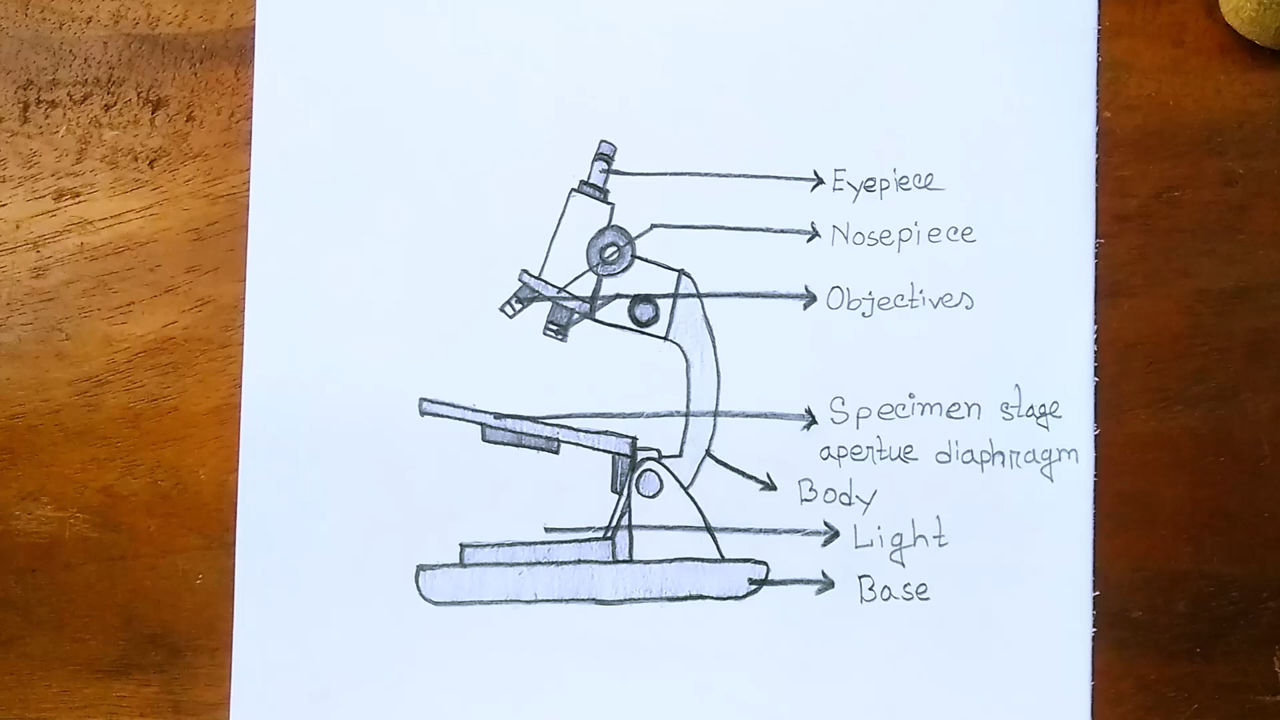 Eyepiece
Nosepiece
Objectives
Specimen stage
apertue diaphragm
Body
Light
Base